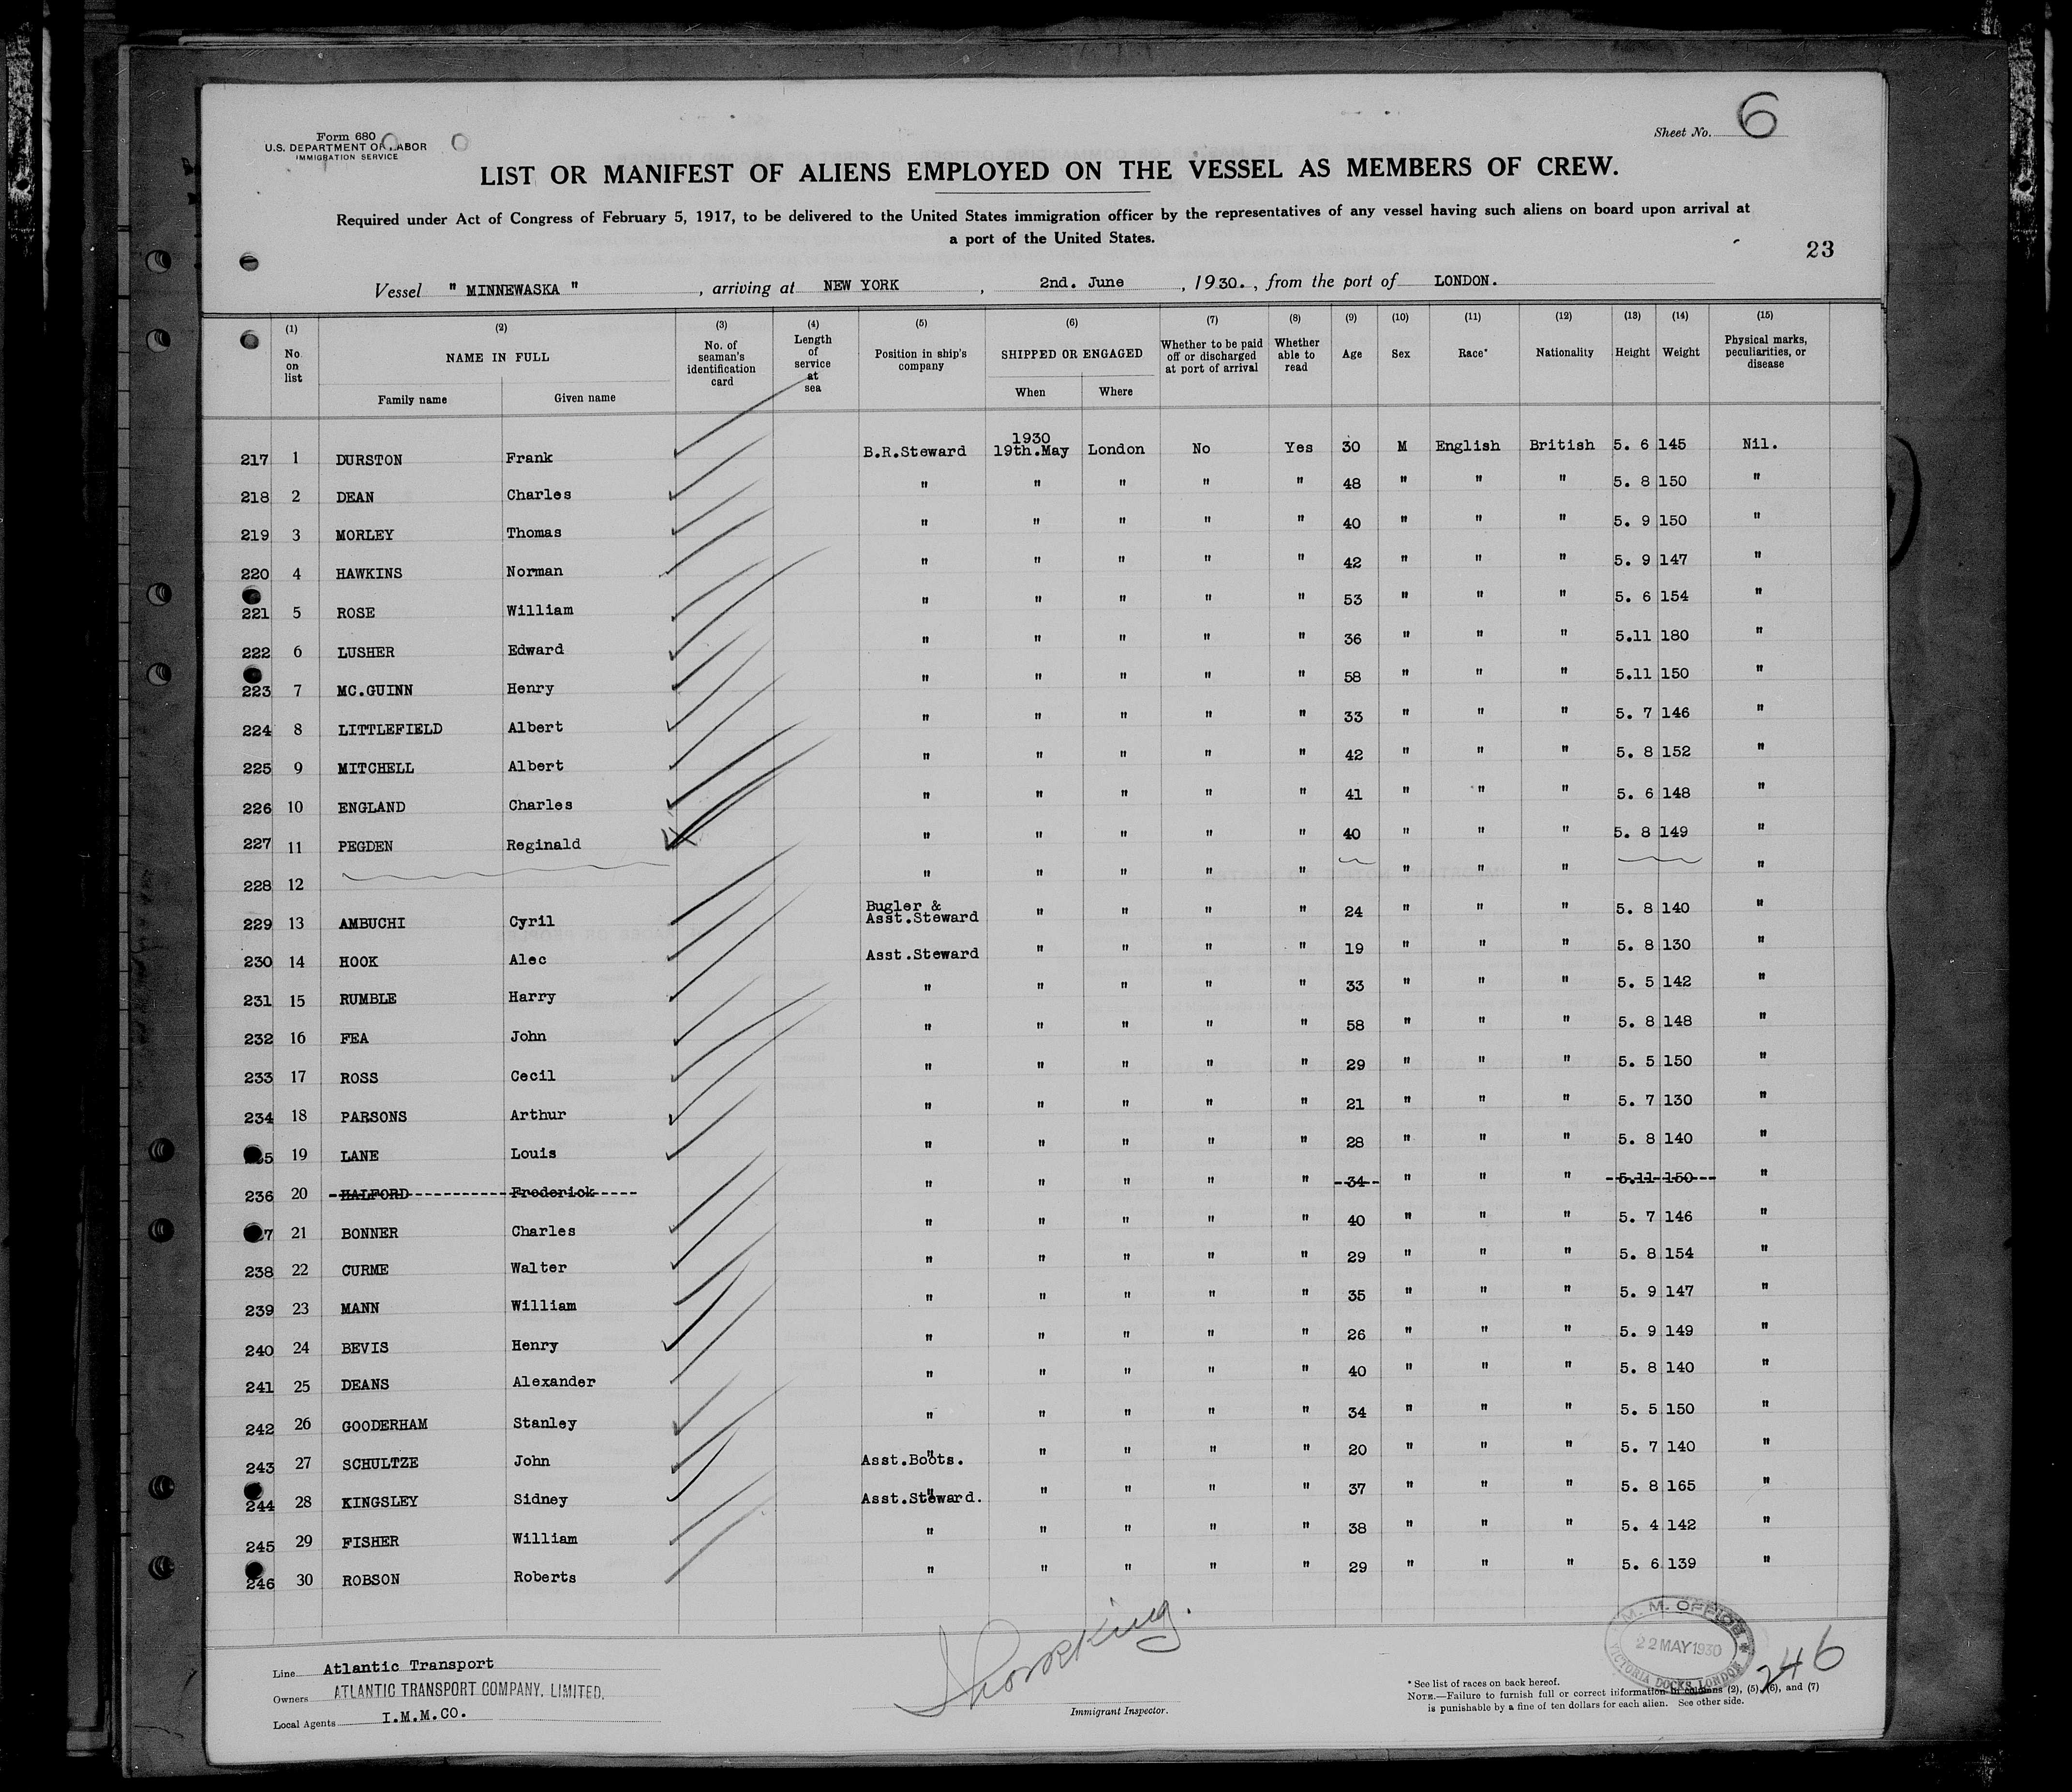 Form 680
U.S. DEPARTMENT OF LABOR
IMMIGRATION SERVICE
Sheet No. 6
LIST OR MANIFEST OF ALIENS EMPLOYED ON THE VESSEL AS MEMBERS OF CREW.
Required under Act of Congress of February 5, 1917, to be delivered to the United States immigration officer by the representatives of any vessel having such aliens on board upon arrival at
a port of the United States.
23
Vessel " MINNEWASKA " , arriving at NEW YORK , 2nd. June , 1930. , from the port of LONDON.
(1) (2) (3) (4) (5) (6) (7) (8) (9) (10) (11) (12) (13) (14) (15)
No. on list NAME IN FULL Family name Given name No. of seaman's identification card Length of service at sea Position in ship's company SHIPPED OR ENGAGED When Where Whether to be paid off or discharged at port of arrival Whether able to read Age Sex Race* Nationality Height Weight Physical marks, peculiarities, or disease
1930
217 1 DURSTON Frank B.R.Steward 19th.May London No Yes 30 M English British 5. 6 145 Nil.
218 2 DEAN Charles " " " " " 48 " " " 5. 8 150 "
219 3 MORLEY Thomas " " " " " 40 " " " 5. 9 150 "
220 4 HAWKINS Norman " " " " " 42 " " " 5. 9 147 "
221 5 ROSE William " " " " " 53 " " " 5. 6 154 "
222 6 LUSHER Edward " " " " " 36 " " " 5.11 180 "
223 7 MC.GUINN Henry " " " " " 58 " " " 5.11 150 "
224 8 LITTLEFIELD Albert " " " " " 33 " " " 5. 7 146 "
225 9 MITCHELL Albert " " " " " 42 " " " 5. 8 152 "
226 10 ENGLAND Charles " " " " " 41 " " " 5. 6 148 "
227 11 PEGDEN Reginald " " " " " 40 " " " 5. 8 149 "
228 12 " " " " " " " " "
229 13 AMBUCHI Cyril Bugler & Asst.Steward " " " " 24 " " " 5. 8 140 "
230 14 HOOK Alec Asst.Steward " " " " 19 " " " 5. 8 130 "
231 15 RUMBLE Harry " " " " " 33 " " " 5. 5 142 "
232 16 FEA John " " " " " 58 " " " 5. 8 148 "
233 17 ROSS Cecil " " " " " 29 " " " 5. 5 150 "
234 18 PARSONS Arthur " " " " " 21 " " " 5. 7 130 "
5 19 LANE Louis " " " " " 28 " " " 5. 8 140 "
236 20 HALFORD Frederick " " " " " 34 " " " 5.11 150 "
7 21 BONNER Charles " " " " " 40 " " " 5. 7 146 "
238 22 CURME Walter " " " " " 29 " " " 5. 8 154 "
239 23 MANN William " " " " " 35 " " " 5. 9 147 "
240 24 BEVIS Henry " " " " " 26 " " " 5. 9 149 "
241 25 DEANS Alexander " " " " " 40 " " " 5. 8 140 "
242 26 GOODERHAM Stanley " " " " " 34 " " " 5. 5 150 "
243 27 SCHULTZE John Asst.Boots. " " " " 20 " " " 5. 7 140 "
244 28 KINGSLEY Sidney Asst.Steward. " " " " 37 " " " 5. 8 165 "
245 29 FISHER William " " " " " 38 " " " 5. 4 142 "
246 30 ROBSON Roberts " " " " " 29 " " " 5. 6 139 "
Line Atlantic Transport
Owners ATLANTIC TRANSPORT COMPANY, LIMITED.
Local Agents I.M.M.CO.
Immigrant Inspector.
M. M. OFFICE
22 MAY 1930
VICTORIA DOCKS, LONDON
246
* See list of races on back hereof.
NOTE.—Failure to furnish full or correct information in columns (2), (5), (6), and (7)
is punishable by a fine of ten dollars for each alien. See other side.